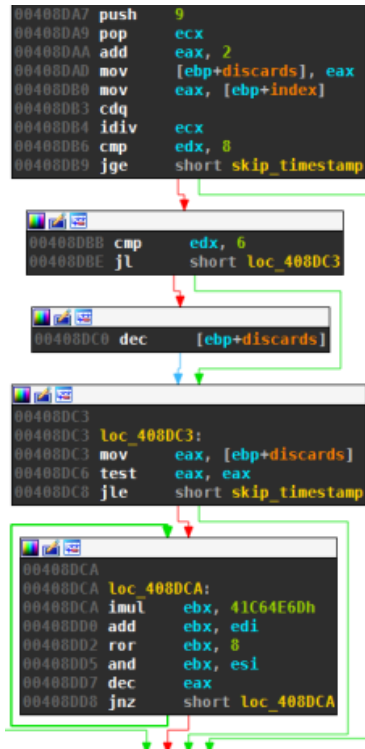 00408DA7 push 9
00408DA9 pop ecx
00408DAA add eax, 2
00408DAD mov [ebp+discards], eax
00408DB0 mov eax, [ebp+index]
00408DB3 cdq
00408DB4 idiv ecx
00408DB6 cmp edx, 8
00408DB9 jge short skip_timestamp
00408DBB cmp edx, 6
00408DBE jl short loc_408DC3
00408DC0 dec [ebp+discards]
00408DC3
00408DC3 loc_408DC3:
00408DC3 mov eax, [ebp+discards]
00408DC6 test eax, eax
00408DC8 jle short skip_timestamp
00408DCA
00408DCA loc_408DCA:
00408DCA imul ebx, 41C64E6Dh
00408DD0 add ebx, edi
00408DD2 ror ebx, 8
00408DD5 and ebx, esi
00408DD7 dec eax
00408DD8 jnz short loc_408DCA